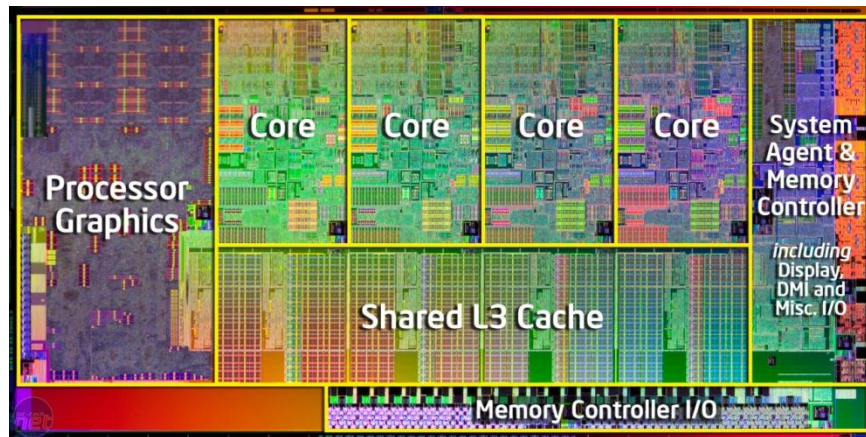 Processor
Graphics
Core
Core
Core
Core
System
Agent &
Memory
Controller
including
Display,
DMI and
Misc. I/O
Shared L3 Cache
Memory Controller I/O
net